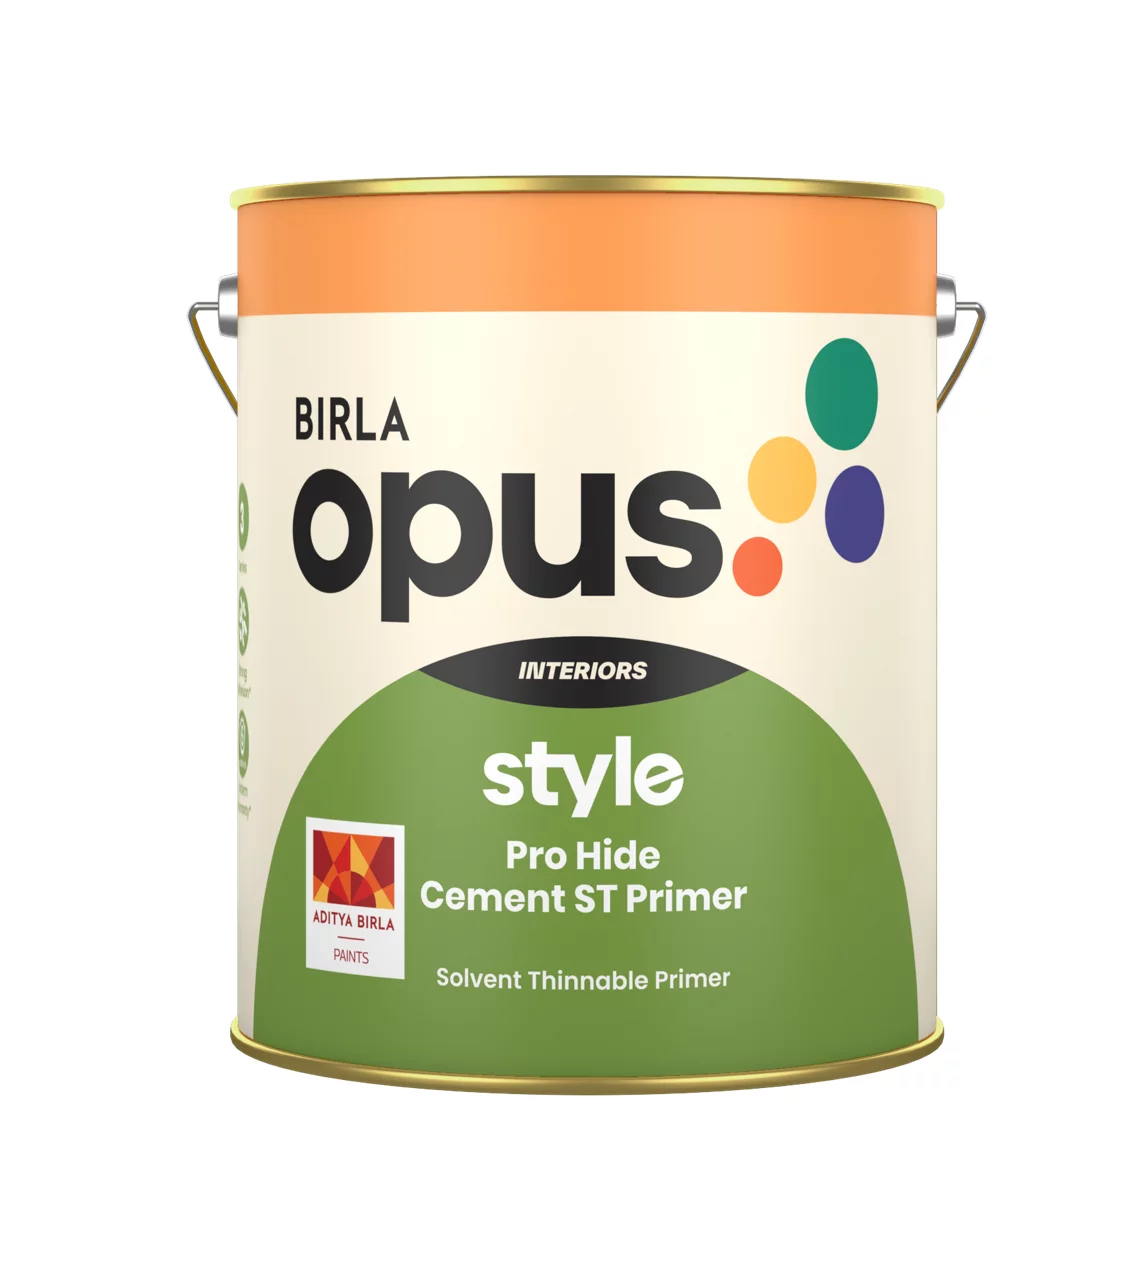 BIRLA
opus.
INTERIORS
style
Pro Hide
Cement ST Primer
ADITYA BIRLA
PAINTS
Solvent Thinnable Primer